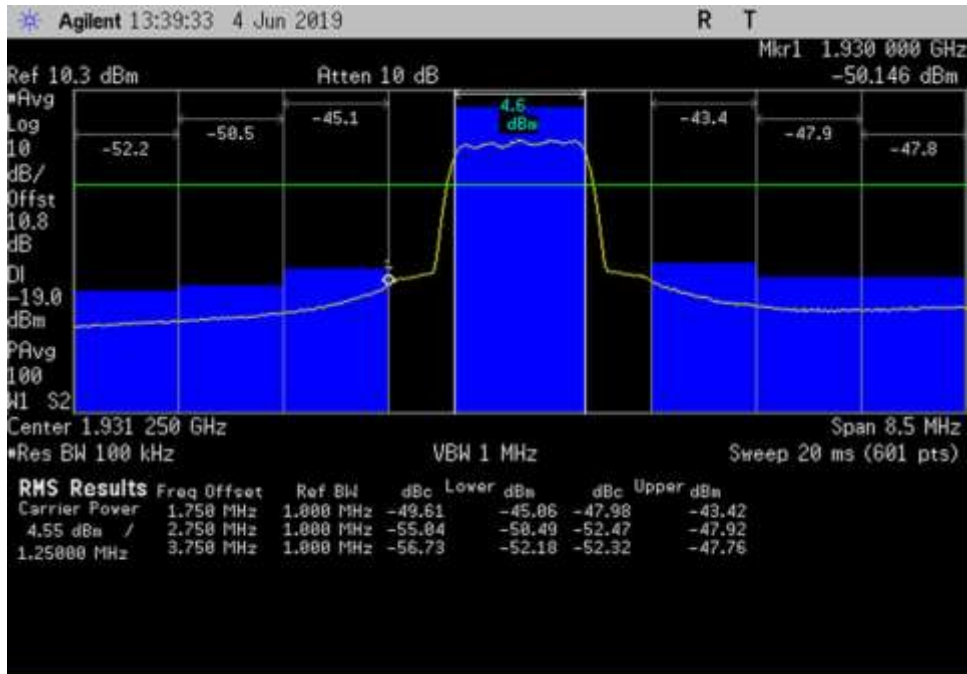 Agilent 13:39:33 4 Jun 2019 R T
Mkr1 1.930 000 GHz
Ref 10.3 dBm Atten 10 dB -50.146 dBm
#Avg
Log
10
dB/
Offst
10.8
dB
DI
-19.0
dBm
PAvg
100
W1 S2
-52.2 -50.5 -45.1 4.6 dBm -43.4 -47.9 -47.8
1
Center 1.931 250 GHz Span 8.5 MHz
#Res BW 100 kHz VBW 1 MHz Sweep 20 ms (601 pts)
RMS Results Freq Offset Ref BW dBc Lower dBm dBc Upper dBm
Carrier Power 1.750 MHz 1.000 MHz -49.61 -45.06 -47.98 -43.42
4.55 dBm / 2.750 MHz 1.000 MHz -55.04 -50.49 -52.47 -47.92
1.25000 MHz 3.750 MHz 1.000 MHz -56.73 -52.18 -52.32 -47.76